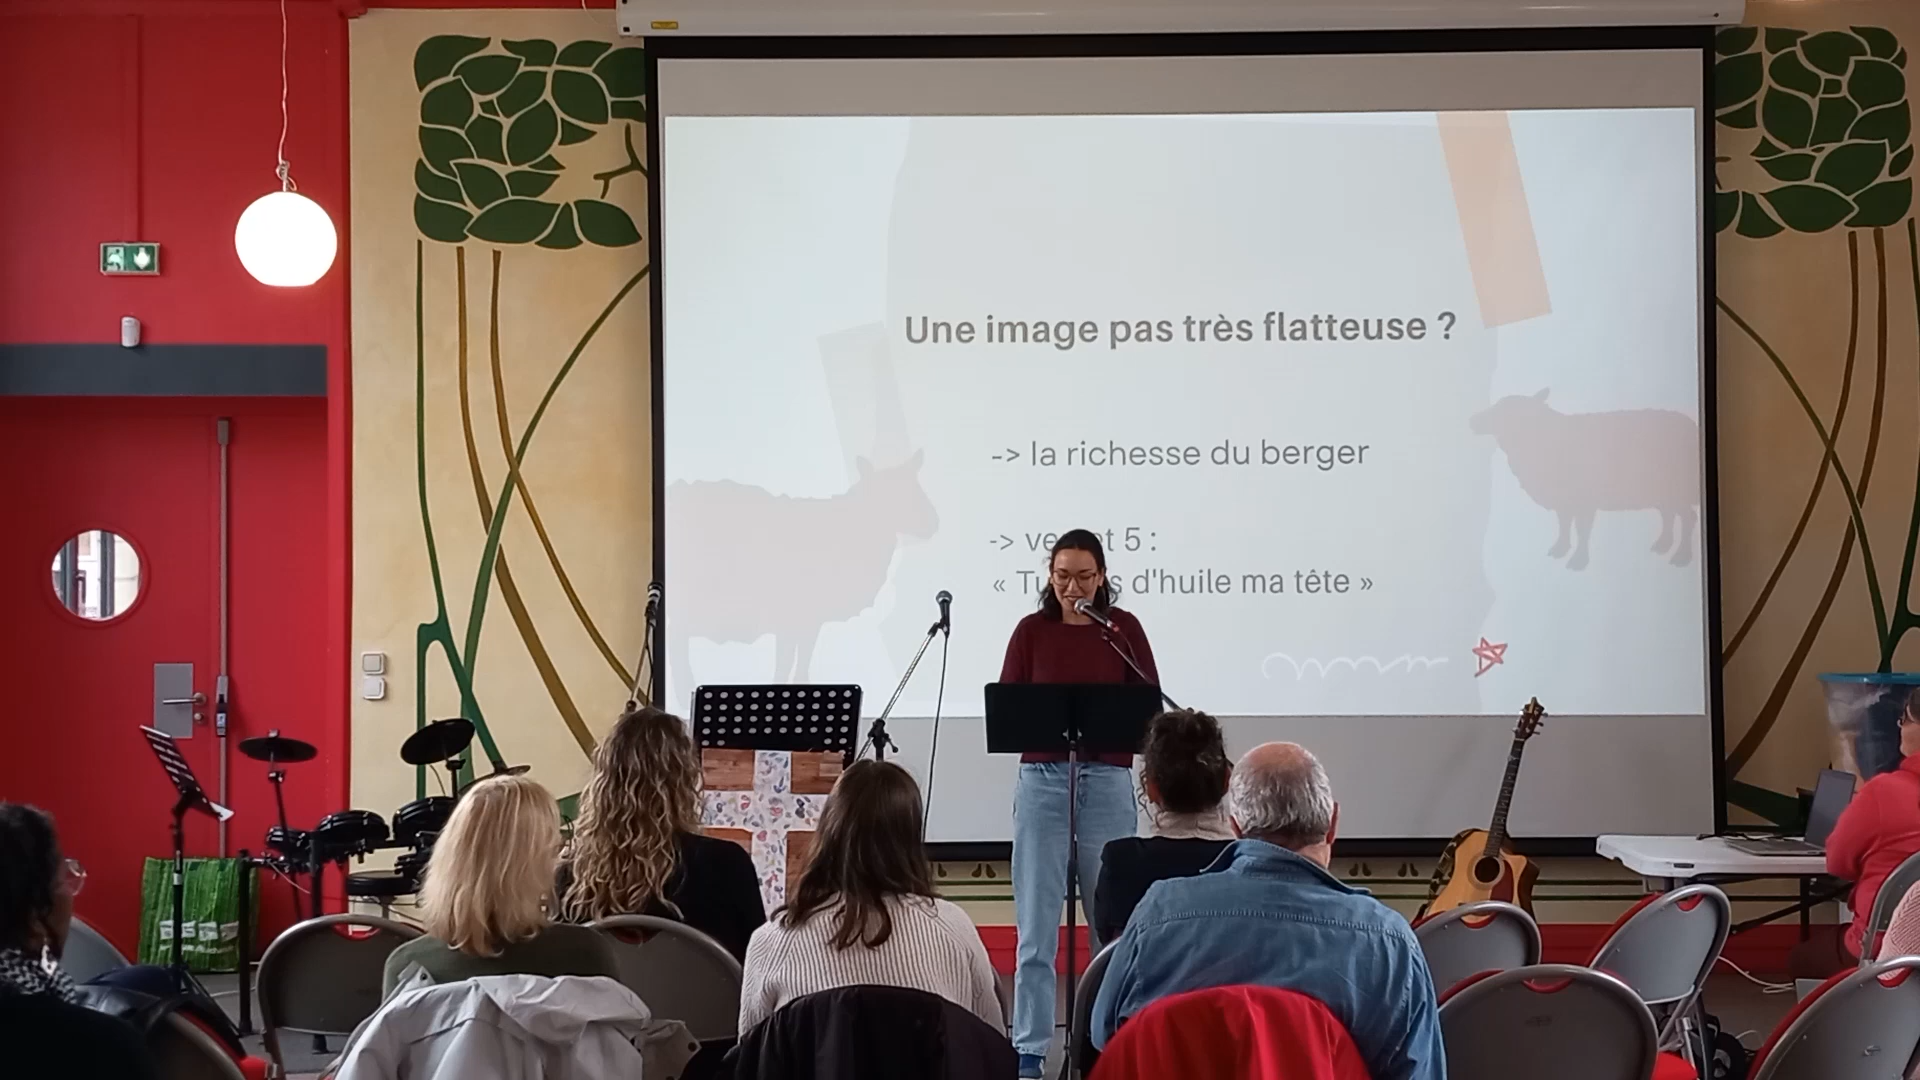 Une image pas très flatteuse ?
-> la richesse du berger
-> ve t 5 :
« Tu s d'huile ma tête »